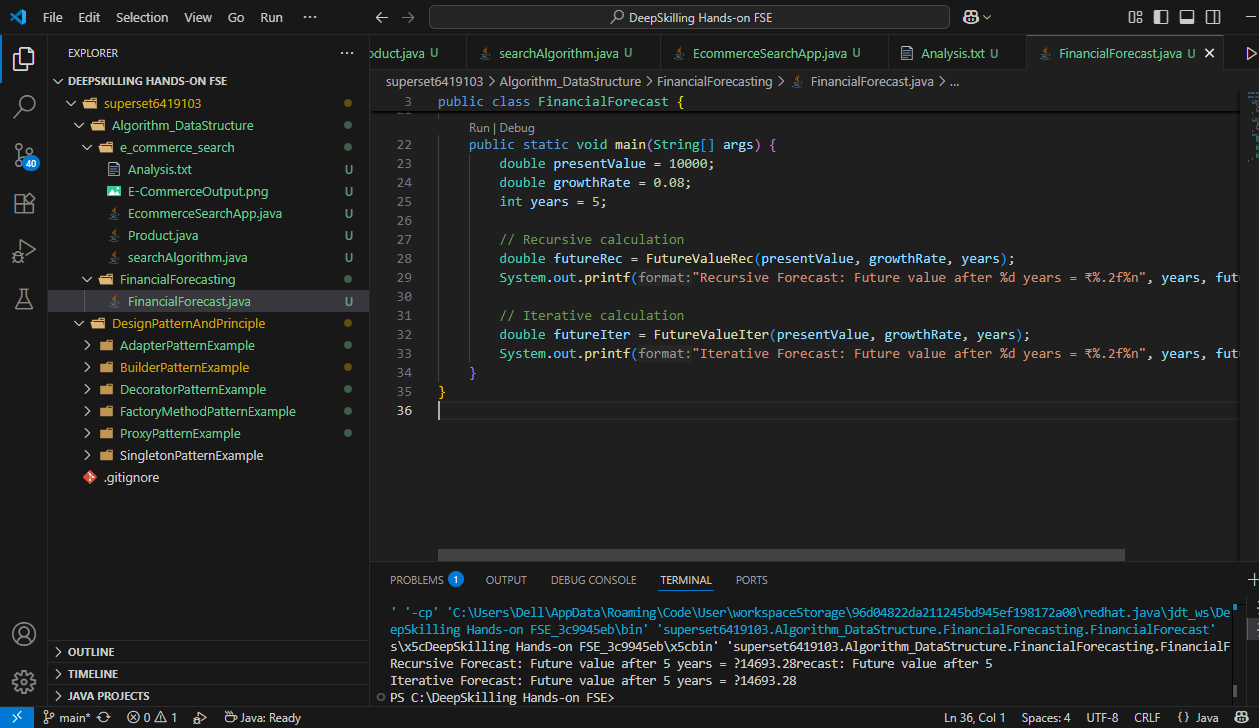 File Edit Selection View Go Run ··· ← → DeepSkilling Hands-on FSE
EXPLORER ···
DEEPSKILLING HANDS-ON FSE
superset6419103
Algorithm_DataStructure
e_commerce_search
Analysis.txt U
E-CommerceOutput.png U
EcommerceSearchApp.java U
Product.java U
searchAlgorithm.java U
FinancialForecasting
FinancialForecast.java U
DesignPatternAndPrinciple
AdapterPatternExample
BuilderPatternExample
DecoratorPatternExample
FactoryMethodPatternExample
ProxyPatternExample
SingletonPatternExample
.gitignore
OUTLINE
TIMELINE
JAVA PROJECTS
40
oduct.java U searchAlgorithm.java U EcommerceSearchApp.java U Analysis.txt U FinancialForecast.java U
superset6419103 > Algorithm_DataStructure > FinancialForecasting > FinancialForecast.java > ...
3 public class FinancialForecast {
Run | Debug
22 public static void main(String[] args) {
23 double presentValue = 10000;
24 double growthRate = 0.08;
25 int years = 5;
26
27 // Recursive calculation
28 double futureRec = FutureValueRec(presentValue, growthRate, years);
29 System.out.printf(format:"Recursive Forecast: Future value after %d years = ₹%.2f%n", years, fut
30
31 // Iterative calculation
32 double futureIter = FutureValueIter(presentValue, growthRate, years);
33 System.out.printf(format:"Iterative Forecast: Future value after %d years = ₹%.2f%n", years, fut
34 }
35 }
36
PROBLEMS 1 OUTPUT DEBUG CONSOLE TERMINAL PORTS
' '-cp' 'C:\Users\Dell\AppData\Roaming\Code\User\workspaceStorage\96d04822da211245bd945ef198172a00\redhat.java\jdt_ws\De
epSkilling Hands-on FSE_3c9945eb\bin' 'superset6419103.Algorithm_DataStructure.FinancialForecasting.FinancialForecast'
s\x5cDeepSkilling Hands-on FSE_3c9945eb\x5cbin' 'superset6419103.Algorithm_DataStructure.FinancialForecasting.FinancialF
Recursive Forecast: Future value after 5 years = ?14693.28recast: Future value after 5
Iterative Forecast: Future value after 5 years = ?14693.28
PS C:\DeepSkilling Hands-on FSE>
main* 0 1 Java: Ready Ln 36, Col 1 Spaces: 4 UTF-8 CRLF {} Java